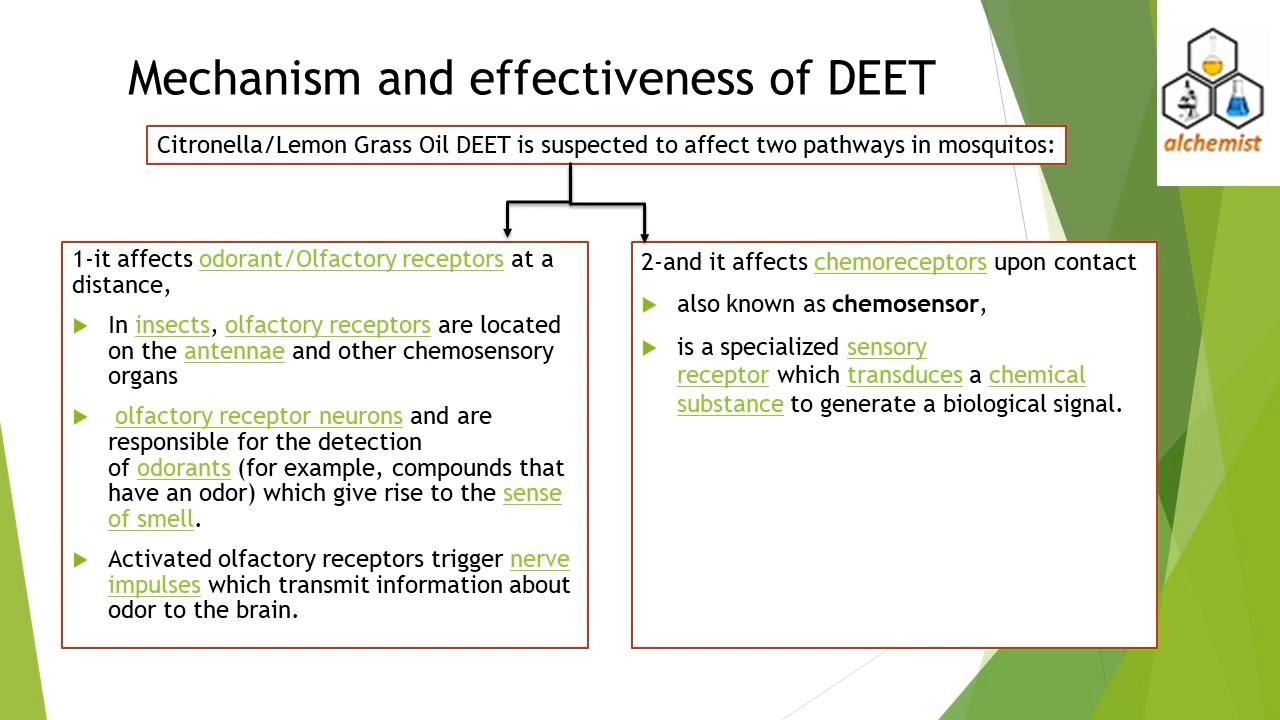 Mechanism and effectiveness of DEET
alchemist
Citronella/Lemon Grass Oil DEET is suspected to affect two pathways in mosquitos:
1-it affects odorant/Olfactory receptors at a
distance,
In insects, olfactory receptors are located
on the antennae and other chemosensory
organs
olfactory receptor neurons and are
responsible for the detection
of odorants (for example, compounds that
have an odor) which give rise to the sense
of smell.
Activated olfactory receptors trigger nerve
impulses which transmit information about
odor to the brain.
2-and it affects chemoreceptors upon contact
also known as chemosensor,
is a specialized sensory
receptor which transduces a chemical
substance to generate a biological signal.